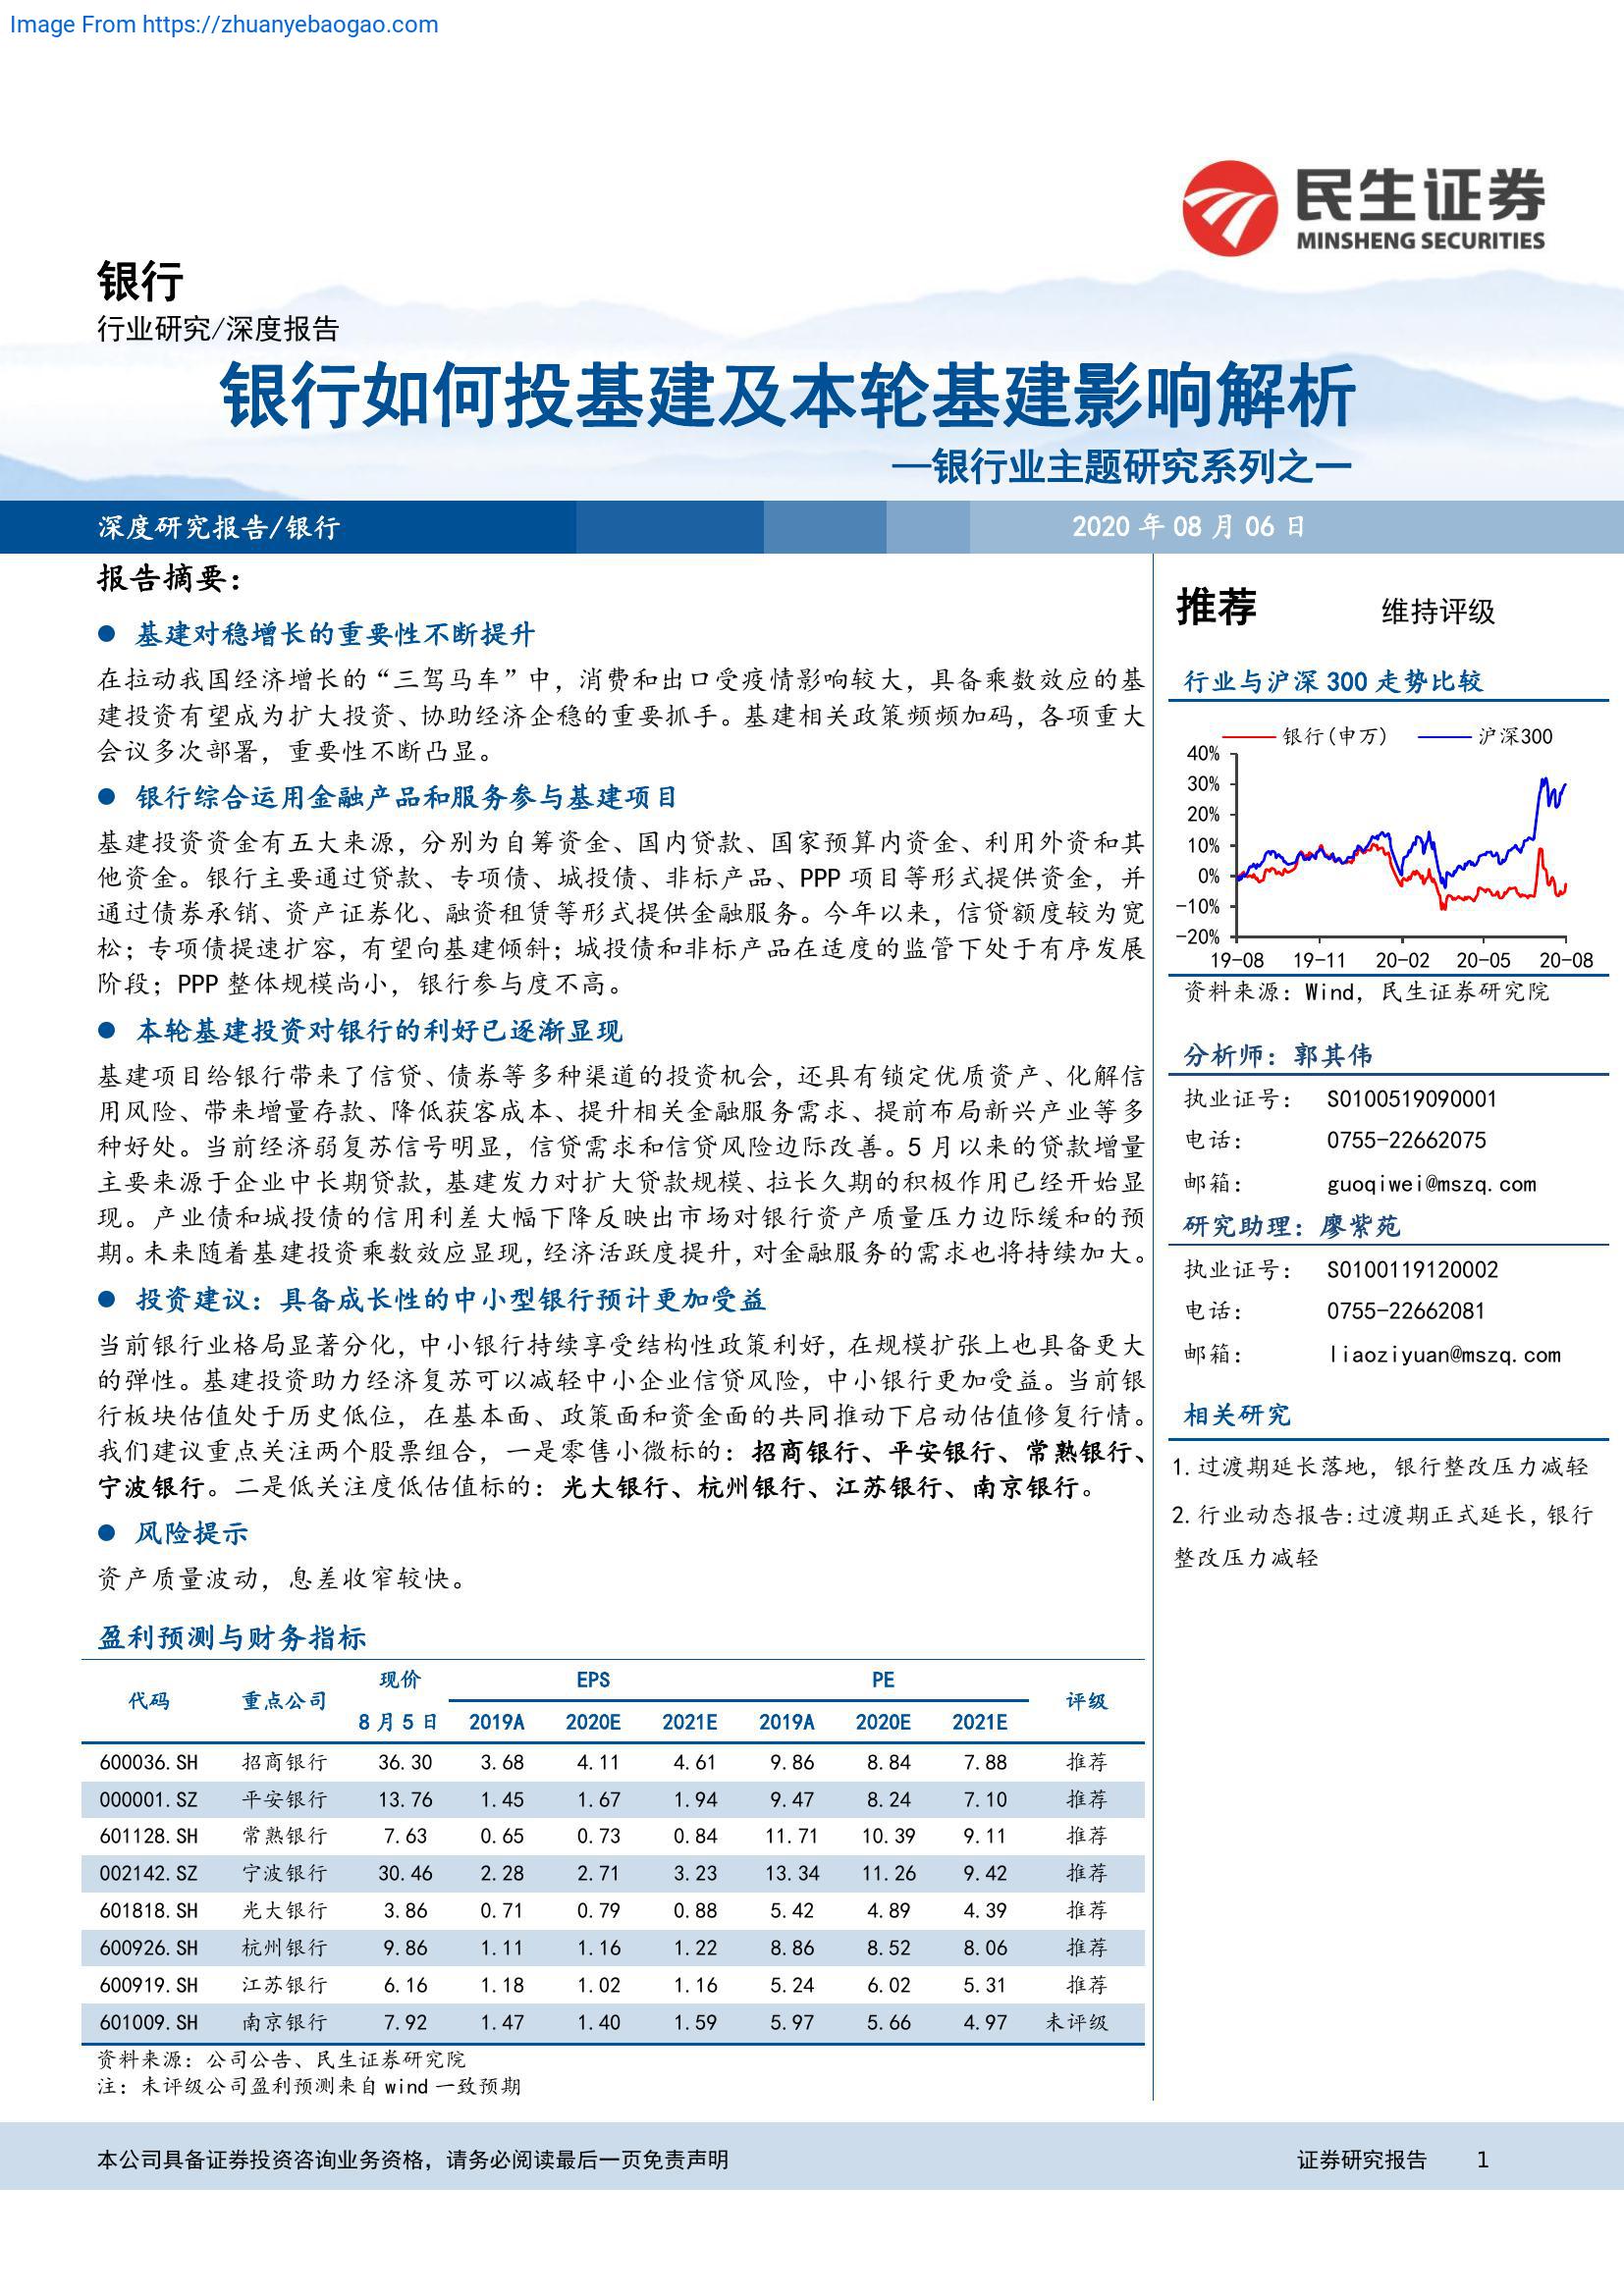 Image From https://zhuanyebaogao.com
民生证券
MINSHENG SECURITIES
银行
行业研究/深度报告
银行如何投基建及本轮基建影响解析
—银行业主题研究系列之一
深度研究报告/银行
2020 年 08 月 06 日
报告摘要：
● 基建对稳增长的重要性不断提升
在拉动我国经济增长的“三驾马车”中，消费和出口受疫情影响较大，具备乘数效应的基
建投资有望成为扩大投资、协助经济企稳的重要抓手。基建相关政策频频加码，各项重大
会议多次部署，重要性不断凸显。
● 银行综合运用金融产品和服务参与基建项目
基建投资资金有五大来源，分别为自筹资金、国内贷款、国家预算内资金、利用外资和其
他资金。银行主要通过贷款、专项债、城投债、非标产品、PPP 项目等形式提供资金，并
通过债券承销、资产证券化、融资租赁等形式提供金融服务。今年以来，信贷额度较为宽
松；专项债提速扩容，有望向基建倾斜；城投债和非标产品在适度的监管下处于有序发展
阶段；PPP 整体规模尚小，银行参与度不高。
● 本轮基建投资对银行的利好已逐渐显现
基建项目给银行带来了信贷、债券等多种渠道的投资机会，还具有锁定优质资产、化解信
用风险、带来增量存款、降低获客成本、提升相关金融服务需求、提前布局新兴产业等多
种好处。当前经济弱复苏信号明显，信贷需求和信贷风险边际改善。5 月以来的贷款增量
主要来源于企业中长期贷款，基建发力对扩大贷款规模、拉长久期的积极作用已经开始显
现。产业债和城投债的信用利差大幅下降反映出市场对银行资产质量压力边际缓和的预
期。未来随着基建投资乘数效应显现，经济活跃度提升，对金融服务的需求也将持续加大。
● 投资建议：具备成长性的中小型银行预计更加受益
当前银行业格局显著分化，中小银行持续享受结构性政策利好，在规模扩张上也具备更大
的弹性。基建投资助力经济复苏可以减轻中小企业信贷风险，中小银行更加受益。当前银
行板块估值处于历史低位，在基本面、政策面和资金面的共同推动下启动估值修复行情。
我们建议重点关注两个股票组合，一是零售小微标的：招商银行、平安银行、常熟银行、
宁波银行。二是低关注度低估值标的：光大银行、杭州银行、江苏银行、南京银行。
● 风险提示
资产质量波动，息差收窄较快。
盈利预测与财务指标
代码 重点公司 现价 EPS PE 评级
8 月 5 日 2019A 2020E 2021E 2019A 2020E 2021E
600036.SH 招商银行 36.30 3.68 4.11 4.61 9.86 8.84 7.88 推荐
000001.SZ 平安银行 13.76 1.45 1.67 1.94 9.47 8.24 7.10 推荐
601128.SH 常熟银行 7.63 0.65 0.73 0.84 11.71 10.39 9.11 推荐
002142.SZ 宁波银行 30.46 2.28 2.71 3.23 13.34 11.26 9.42 推荐
601818.SH 光大银行 3.86 0.71 0.79 0.88 5.42 4.89 4.39 推荐
600926.SH 杭州银行 9.86 1.11 1.16 1.22 8.86 8.52 8.06 推荐
600919.SH 江苏银行 6.16 1.18 1.02 1.16 5.24 6.02 5.31 推荐
601009.SH 南京银行 7.92 1.47 1.40 1.59 5.97 5.66 4.97 未评级
资料来源：公司公告、民生证券研究院
注：未评级公司盈利预测来自 wind 一致预期
推荐 维持评级
行业与沪深 300 走势比较
银行(申万) 沪深300
40%
30%
20%
10%
0%
-10%
-20%
19-08 19-11 20-02 20-05 20-08
资料来源：Wind，民生证券研究院
分析师：郭其伟
执业证号： S0100519090001
电话： 0755-22662075
邮箱： guoqiwei@mszq.com
研究助理：廖紫苑
执业证号： S0100119120002
电话： 0755-22662081
邮箱： liaoziyuan@mszq.com
相关研究
1.过渡期延长落地，银行整改压力减轻
2.行业动态报告:过渡期正式延长,银行
整改压力减轻
本公司具备证券投资咨询业务资格，请务必阅读最后一页免责声明
证券研究报告 1